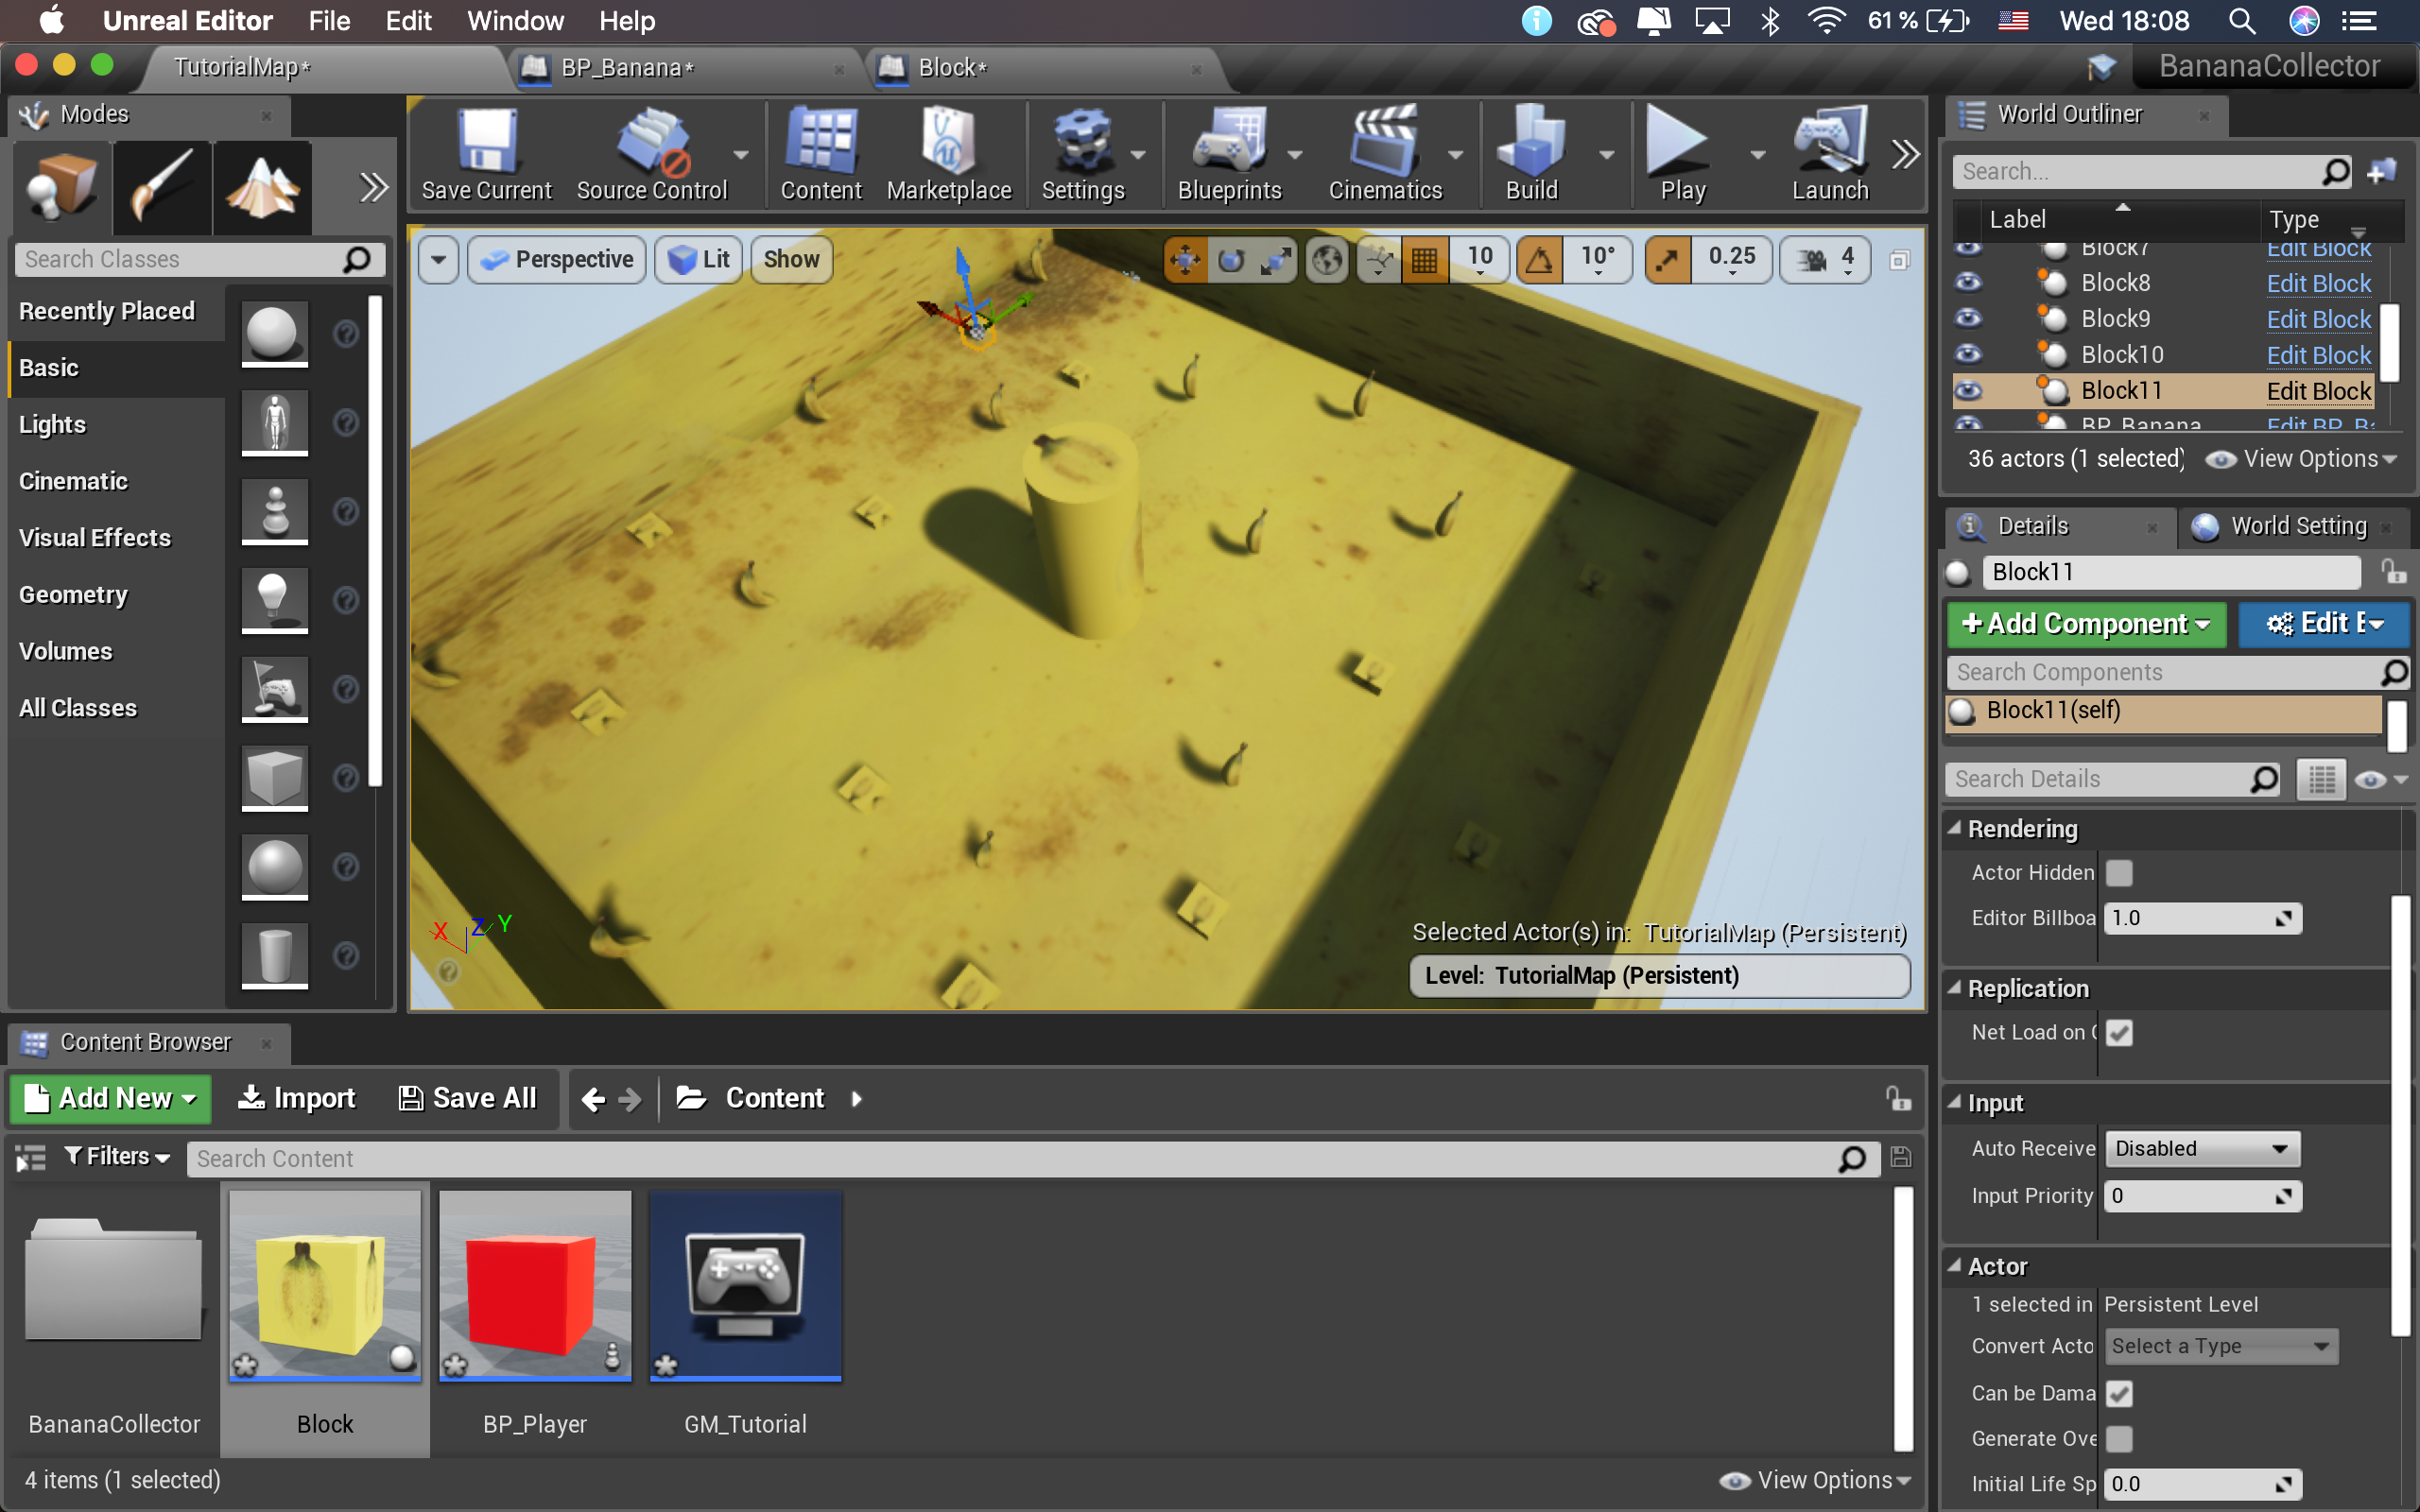 Unreal Editor File Edit Window Help 61 % Wed 18:08
TutorialMap* BP_Banana* Block* BananaCollector
Modes
Save Current Source Control Content Marketplace Settings Blueprints Cinematics Build Play Launch
Search Classes
Recently Placed
Basic
Lights
Cinematic
Visual Effects
Geometry
Volumes
All Classes
Perspective Lit Show 10 10° 0.25 4
X Z Y
Selected Actor(s) in: TutorialMap (Persistent)
Level: TutorialMap (Persistent)
World Outliner
Search...
Label Type
Block7 Edit Block
Block8 Edit Block
Block9 Edit Block
Block10 Edit Block
Block11 Edit Block
BP_Banana Edit BP_Ba
36 actors (1 selected) View Options
Details World Setting
Block11
+Add Component Edit B
Search Components
Block11(self)
Search Details
Rendering
Actor Hidden
Editor Billboa 1.0
Replication
Net Load on C
Input
Auto Receive Disabled
Input Priority 0
Actor
1 selected in Persistent Level
Convert Acto Select a Type
Can be Dama
Generate Ove
Initial Life Sp 0.0
Content Browser
Add New Import Save All Content
Filters Search Content
BananaCollector Block BP_Player GM_Tutorial
4 items (1 selected) View Options